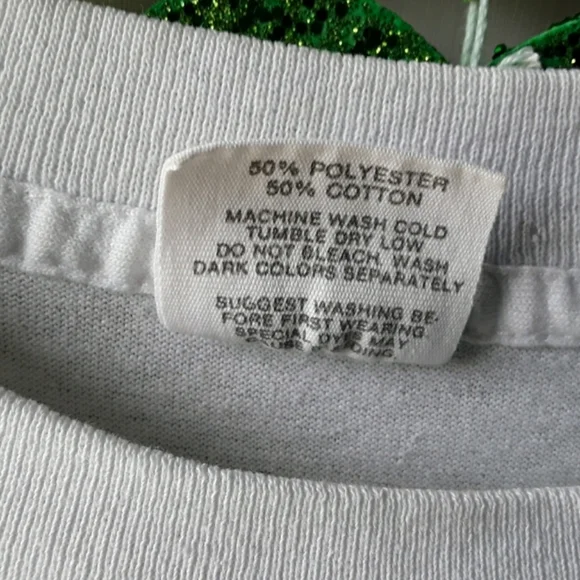 50% POLYESTER
50% COTTON
MACHINE WASH COLD
TUMBLE DRY LOW
DO NOT BLEACH. WASH
DARK COLORS SEPARATELY
SUGGEST WASHING BE-
FORE FIRST WEARING
SPECIAL DYES MAY